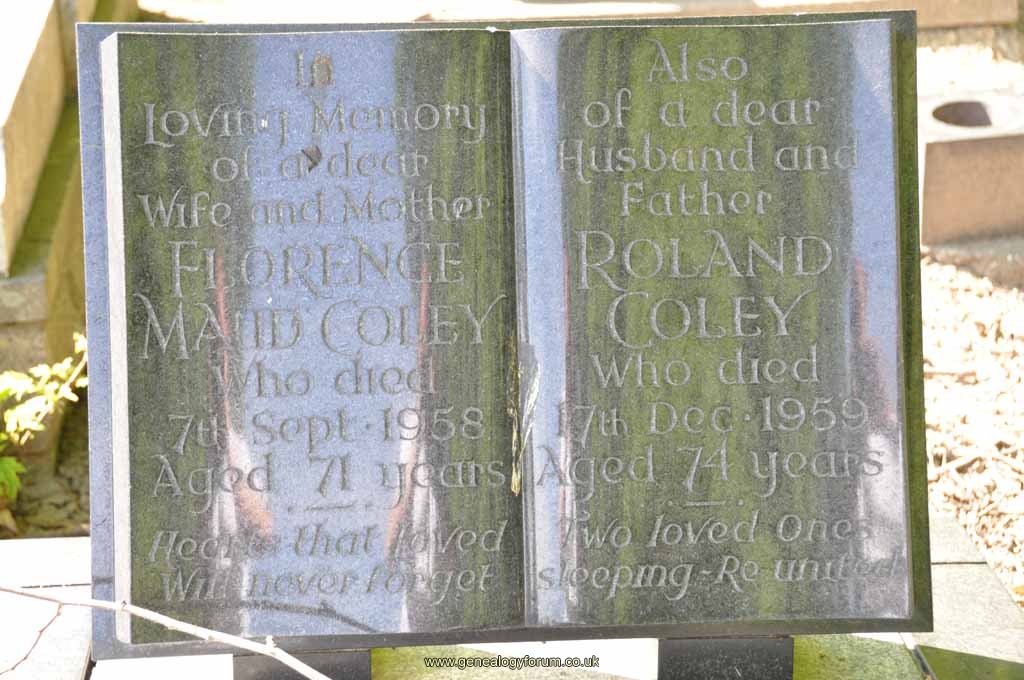 In
Loving Memory
of a dear
Wife and Mother
FLORENCE
MAUD COLEY
Who died
7th Sept · 1958
Aged 71 years
Hearts that loved
Will never forget
Also
of a dear
Husband and
Father
ROLAND
COLEY
Who died
17th Dec · 1959
Aged 74 years
Two loved Ones
sleeping - Re-united
www.genealogyforum.co.uk